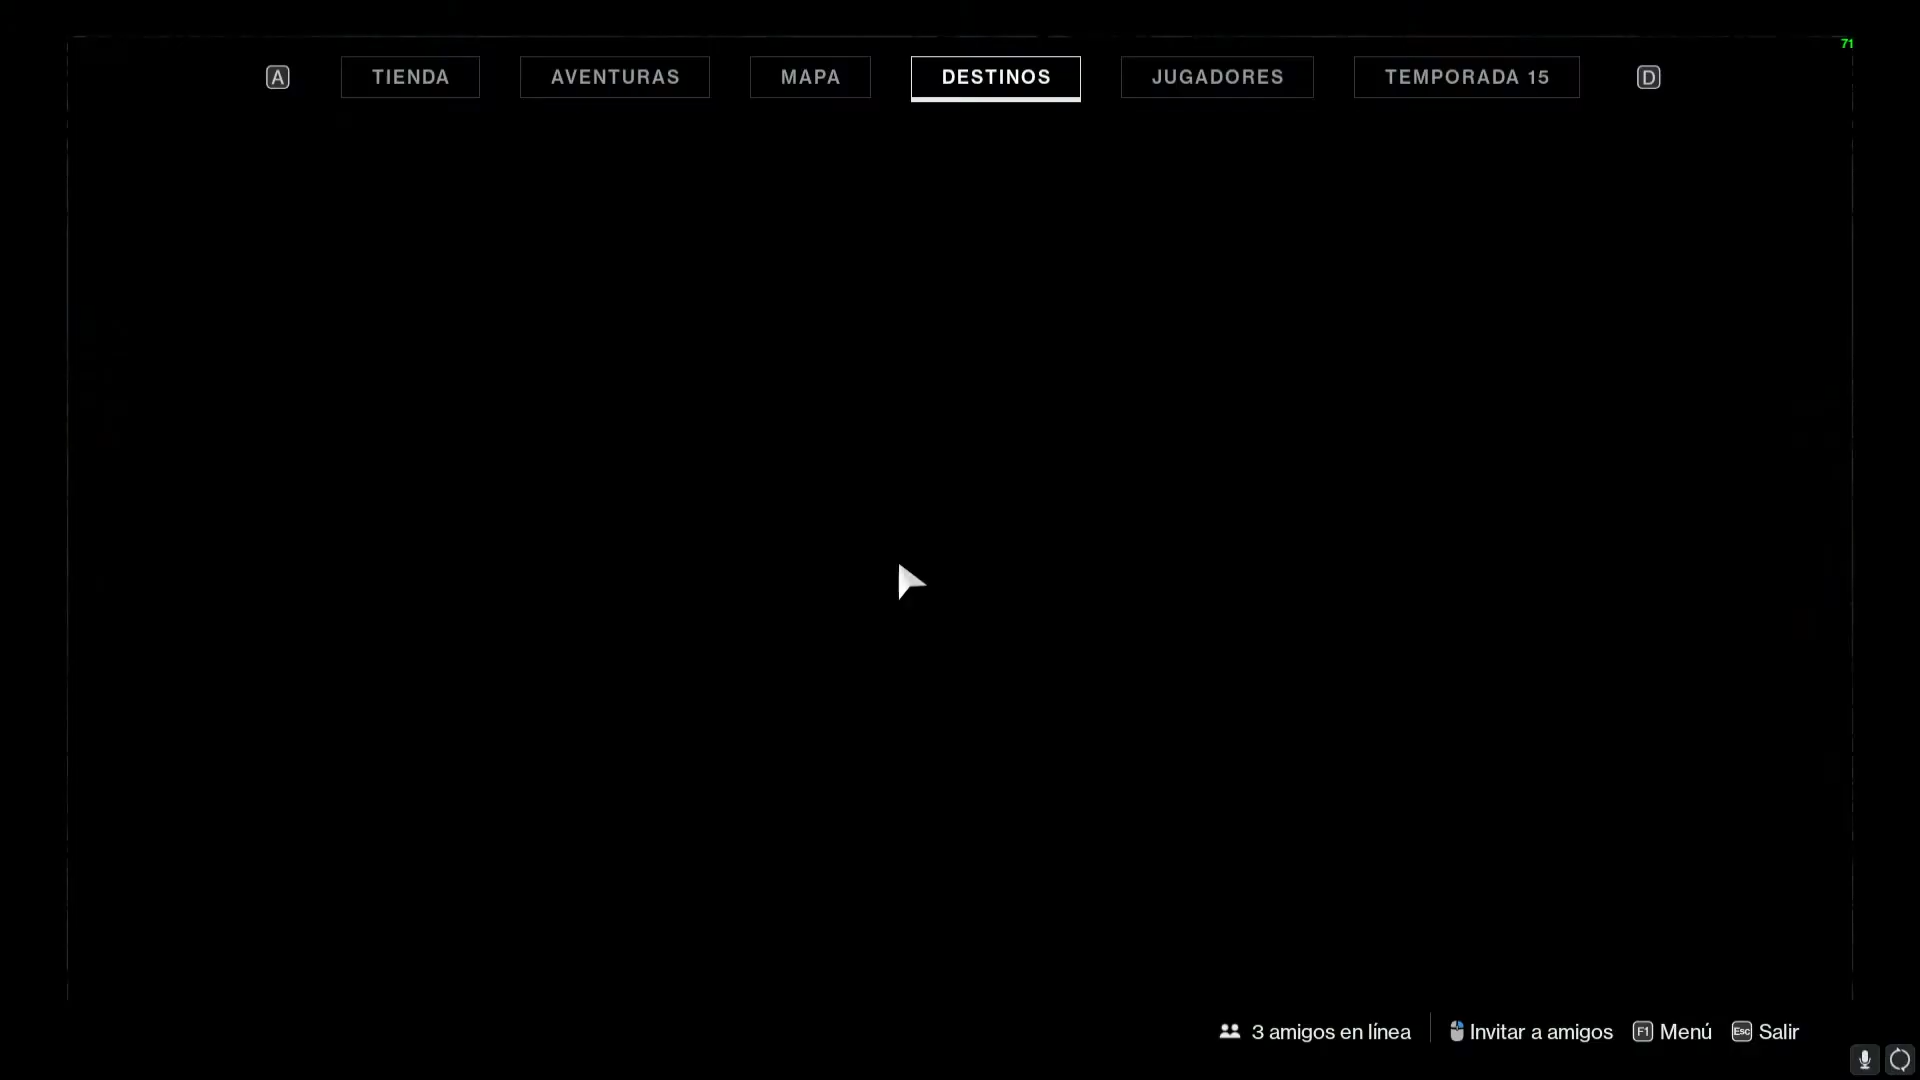 71
A TIENDA AVENTURAS MAPA DESTINOS JUGADORES TEMPORADA 15 D
3 amigos en línea Invitar a amigos F1 Menú Esc Salir